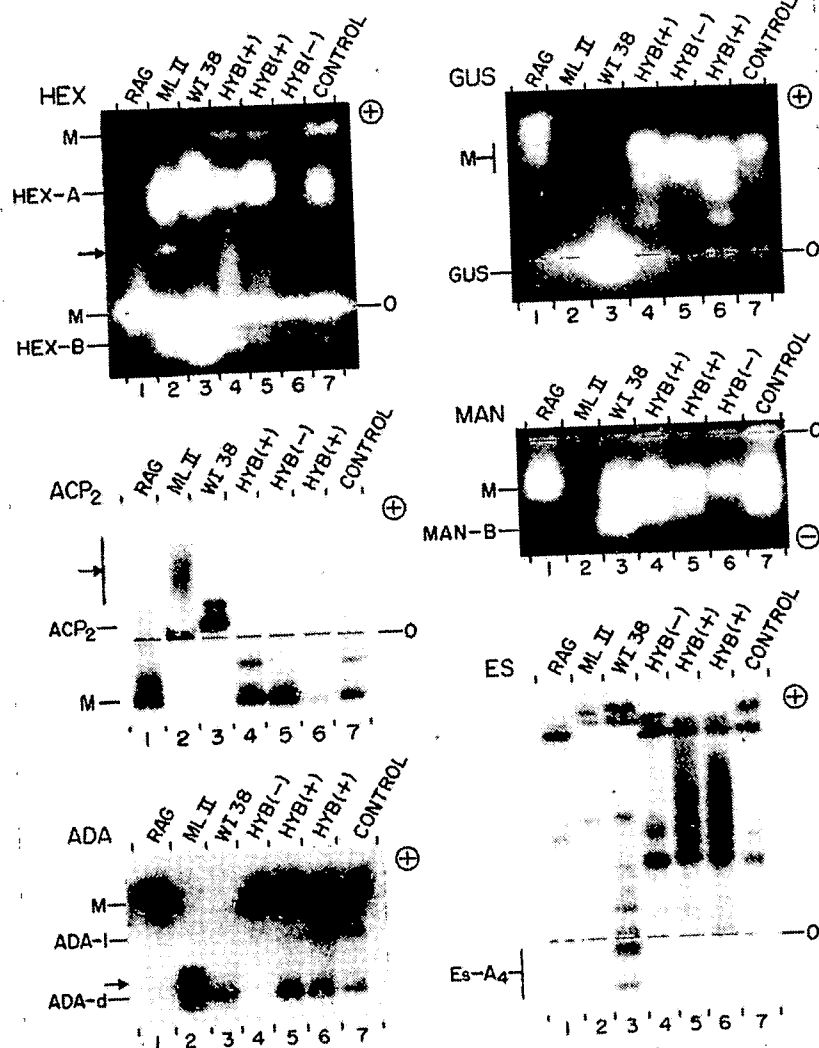 HEX
RAG
ML II
WI 38
HYB(+)
HYB(+)
HYB(-)
CONTROL
⊕
M
HEX-A
M
O
HEX-B
1 2 3 4 5 6 7
GUS
RAG
ML II
WI 38
HYB(+)
HYB(-)
HYB(+)
CONTROL
⊕
M
O
GUS
1 2 3 4 5 6 7
MAN
RAG
ML II
WI 38
HYB(+)
HYB(+)
HYB(-)
CONTROL
O
M
MAN-B
⊖
1 2 3 4 5 6 7
ACP₂
RAG
ML II
WI 38
HYB(+)
HYB(-)
HYB(+)
CONTROL
⊕
ACP₂
O
M
1 2 3 4 5 6 7
ES
RAG
ML II
WI 38
HYB(-)
HYB(+)
HYB(+)
CONTROL
⊕
O
Es-A₄
1 2 3 4 5 6 7
ADA
RAG
ML II
WI 38
HYB(-)
HYB(+)
HYB(+)
CONTROL
⊕
M
ADA-1
ADA-d
1 2 3 4 5 6 7